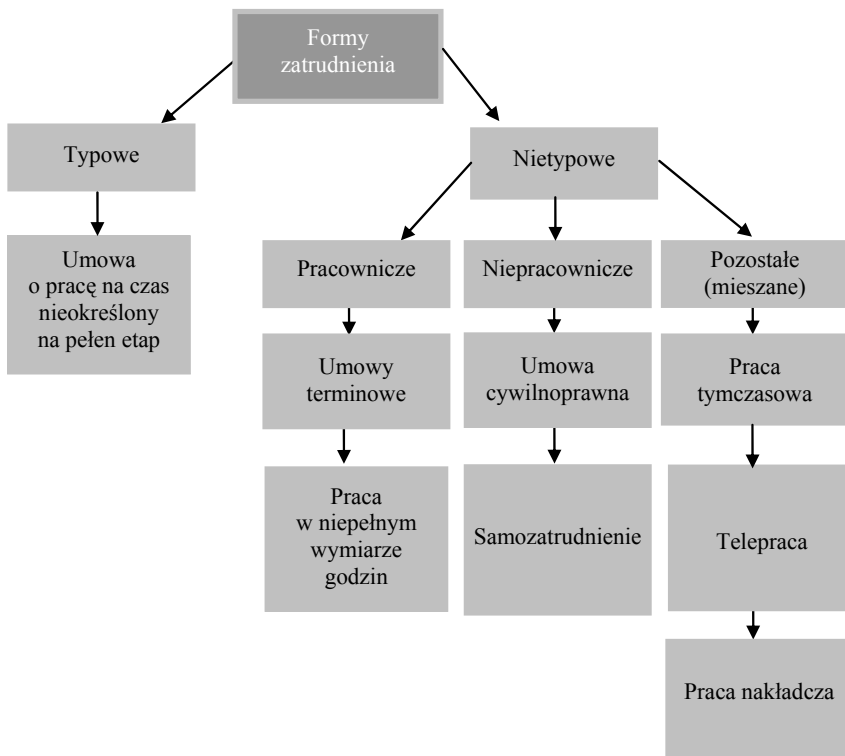 Formy
zatrudnienia
Typowe
Nietypowe
Umowa
o pracę na czas
nieokreślony
na pełen etap
Pracownicze
Niepracownicze
Pozostałe
(mieszane)
Umowy
terminowe
Umowa
cywilnoprawna
Praca
tymczasowa
Praca
w niepełnym
wymiarze
godzin
Samozatrudnienie
Telepraca
Praca nakładcza